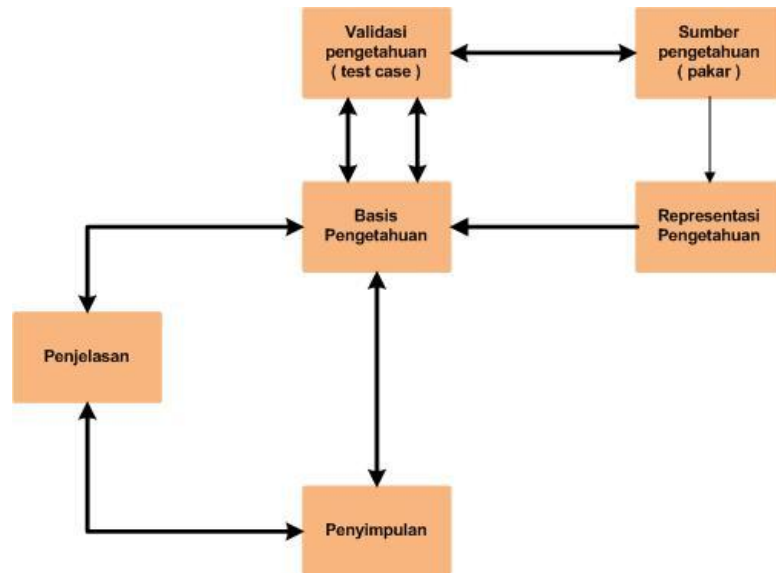 Validasi
pengetahuan
( test case )
Sumber
pengetahuan
( pakar )
Basis
Pengetahuan
Representasi
Pengetahuan
Penjelasan
Penyimpulan